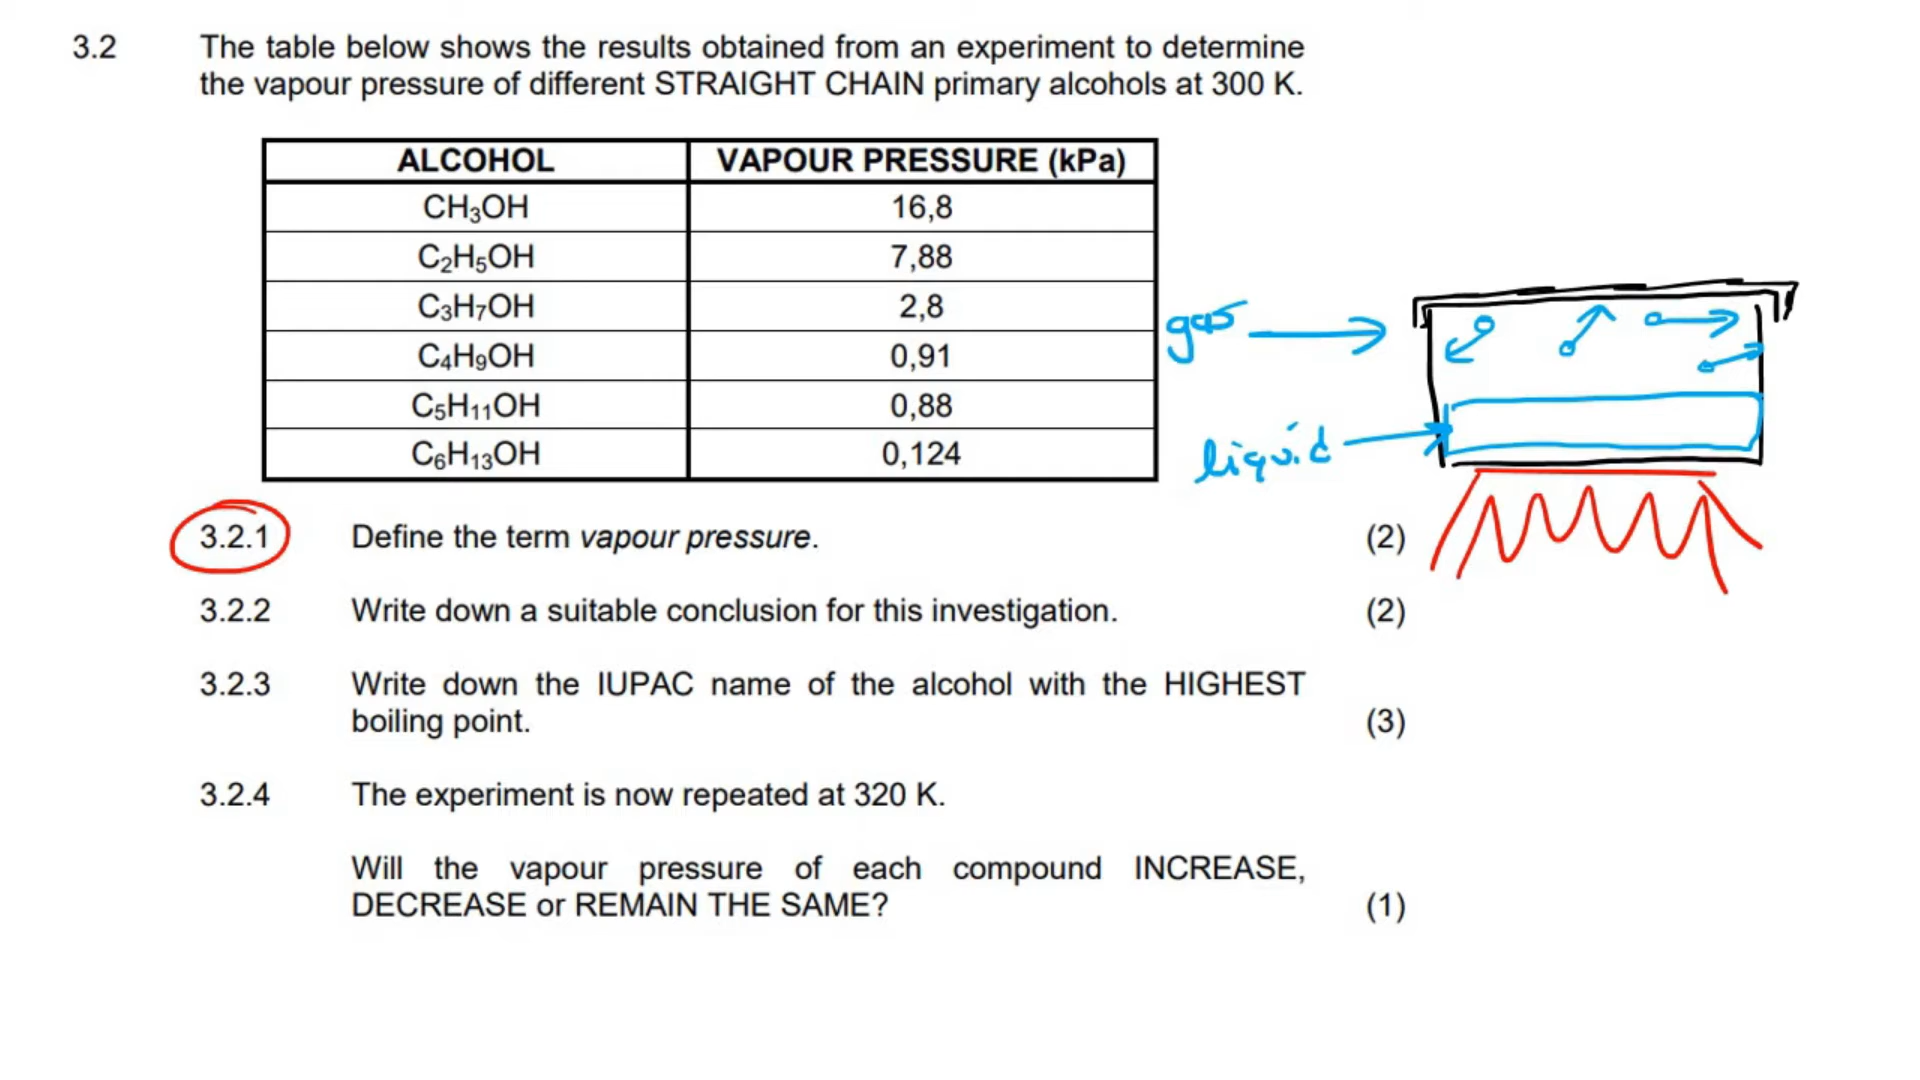 3.2 The table below shows the results obtained from an experiment to determine
the vapour pressure of different STRAIGHT CHAIN primary alcohols at 300 K.
ALCOHOL VAPOUR PRESSURE (kPa)
CH₃OH 16,8
C₂H₅OH 7,88
C₃H₇OH 2,8
gas
C₄H₉OH 0,91
C₅H₁₁OH 0,88
liquid
C₆H₁₃OH 0,124
3.2.1 Define the term vapour pressure. (2)
3.2.2 Write down a suitable conclusion for this investigation. (2)
3.2.3 Write down the IUPAC name of the alcohol with the HIGHEST
boiling point. (3)
3.2.4 The experiment is now repeated at 320 K.
Will the vapour pressure of each compound INCREASE,
DECREASE or REMAIN THE SAME? (1)